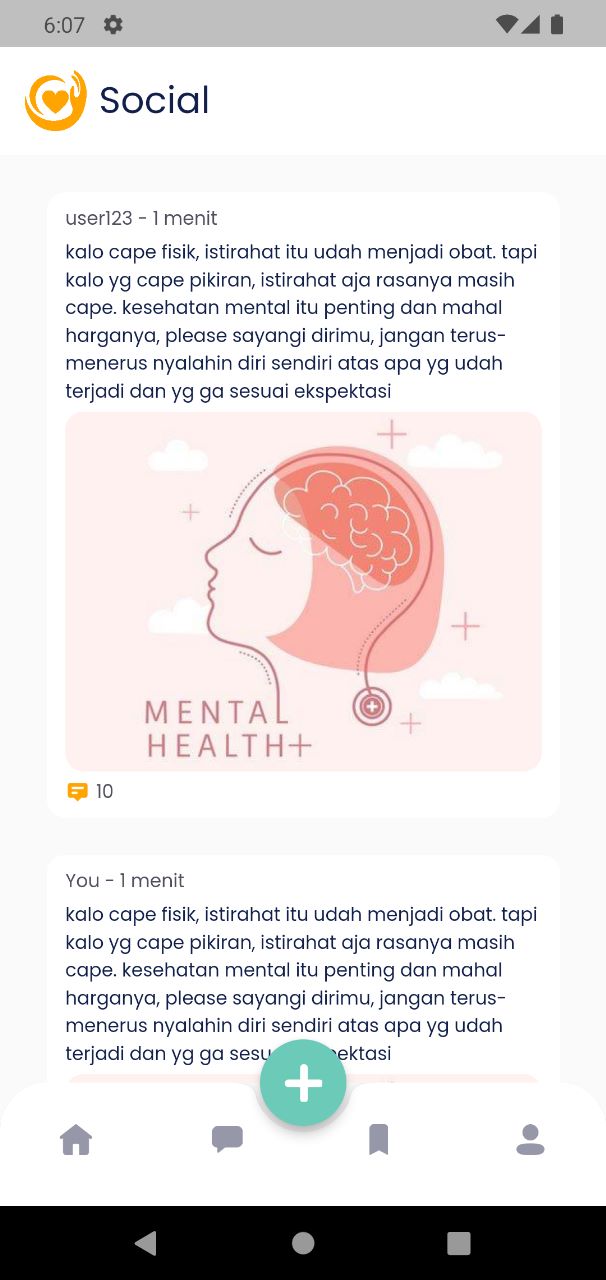 6:07
Social
user123 - 1 menit
kalo cape fisik, istirahat itu udah menjadi obat. tapi
kalo yg cape pikiran, istirahat aja rasanya masih
cape. kesehatan mental itu penting dan mahal
harganya, please sayangi dirimu, jangan terus-
menerus nyalahin diri sendiri atas apa yg udah
terjadi dan yg ga sesuai ekspektasi
MENTAL
HEALTH+
10
You - 1 menit
kalo cape fisik, istirahat itu udah menjadi obat. tapi
kalo yg cape pikiran, istirahat aja rasanya masih
cape. kesehatan mental itu penting dan mahal
harganya, please sayangi dirimu, jangan terus-
menerus nyalahin diri sendiri atas apa yg udah
terjadi dan yg ga